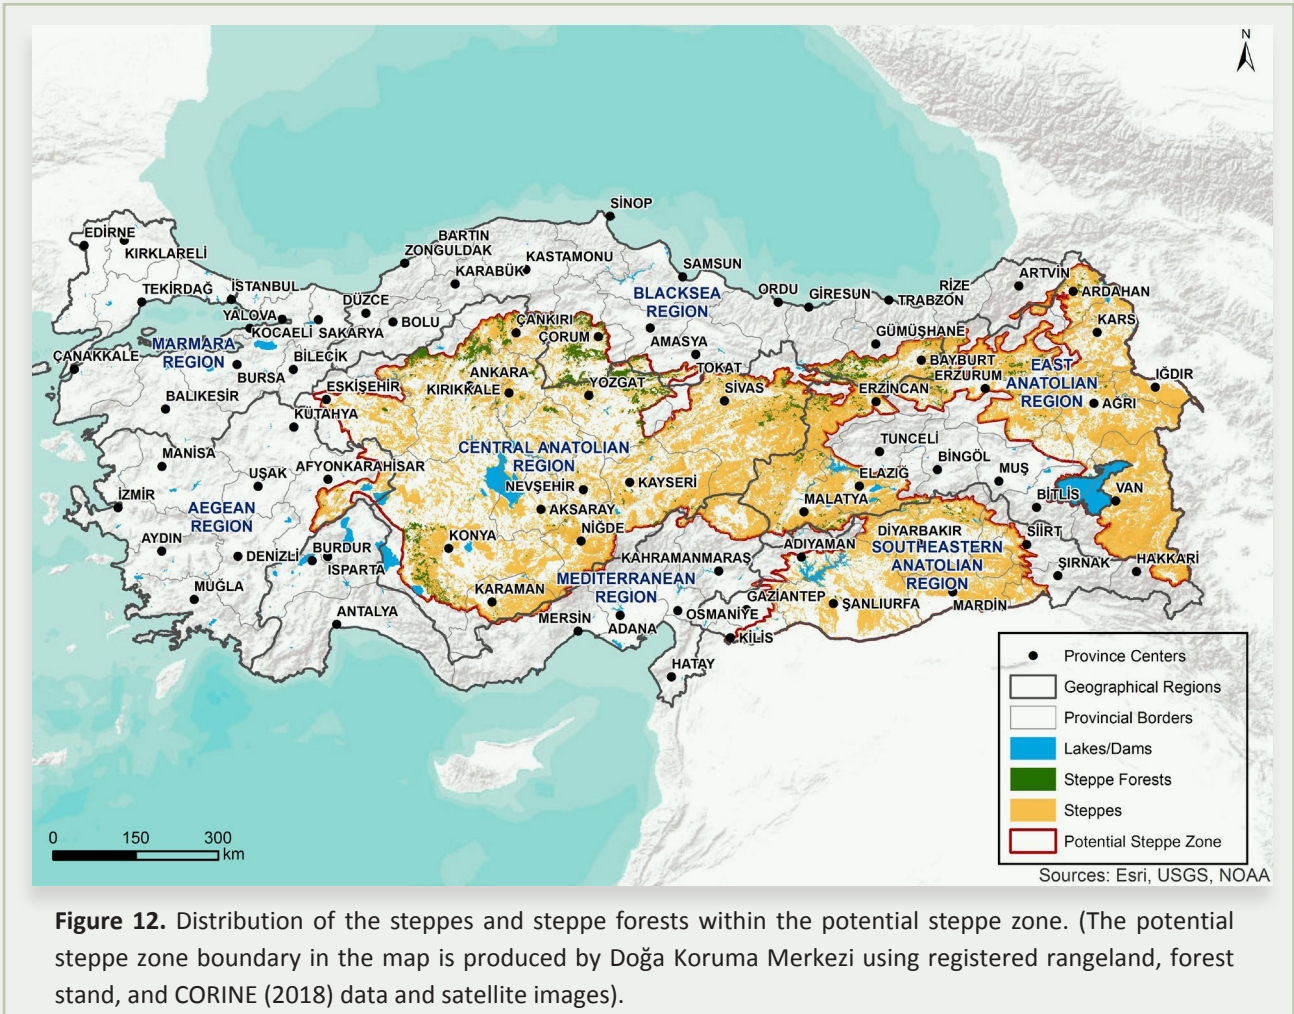 N
SİNOP
EDİRNE
KIRKLARELİ
BARTIN
ZONGULDAK
KASTAMONU
KARABÜK
SAMSUN
TEKİRDAĞ
İSTANBUL
DÜZCE
BLACKSEA
REGION
ORDU
GİRESUN
RİZE
TRABZON
ARTVİN
ARDAHAN
YALOVA
KOCAELİ
SAKARYA
BOLU
ÇANKIRI
ÇORUM
AMASYA
GÜMÜŞHANE
KARS
MARMARA
REGION
ÇANAKKALE
BİLECİK
BURSA
TOKAT
BAYBURT
ERZURUM
EAST
ANATOLIAN
REGION
IĞDIR
ESKİŞEHİR
ANKARA
KIRIKKALE
YOZGAT
SİVAS
ERZİNCAN
AĞRI
BALIKESİR
KÜTAHYA
TUNCELİ
BİNGÖL
MUŞ
MANİSA
UŞAK
AFYONKARAHİSAR
CENTRAL ANATOLIAN
REGION
NEVŞEHİR
KAYSERİ
ELAZIĞ
MALATYA
BİTLİS
VAN
İZMİR
AEGEAN
REGION
AKSARAY
NİĞDE
DİYARBAKIR
SİİRT
AYDIN
DENİZLİ
BURDUR
ISPARTA
KONYA
KAHRAMANMARAŞ
ADIYAMAN
SOUTHEASTERN
ANATOLIAN
REGION
ŞIRNAK
HAKKARİ
MUĞLA
KARAMAN
MEDITERRANEAN
REGION
GAZİANTEP
ŞANLIURFA
MARDİN
ANTALYA
MERSİN
ADANA
OSMANİYE
KİLİS
HATAY
Province Centers
Geographical Regions
Provincial Borders
Lakes/Dams
Steppe Forests
Steppes
Potential Steppe Zone
0 150 300
km
Sources: Esri, USGS, NOAA
Figure 12. Distribution of the steppes and steppe forests within the potential steppe zone. (The potential
steppe zone boundary in the map is produced by Doğa Koruma Merkezi using registered rangeland, forest
stand, and CORINE (2018) data and satellite images).